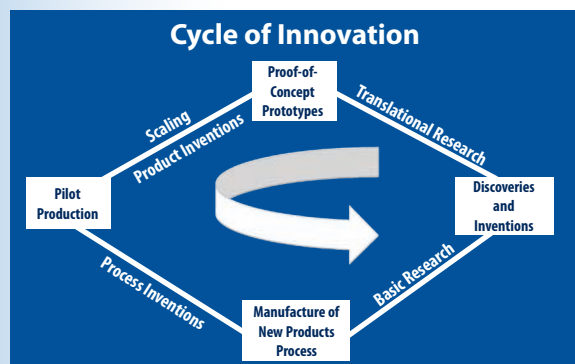 Cycle of Innovation
Proof-of-
Concept
Prototypes
Scaling
Product Inventions
Translational Research
Pilot
Production
Discoveries
and
Inventions
Process Inventions
Basic Research
Manufacture of
New Products
Process